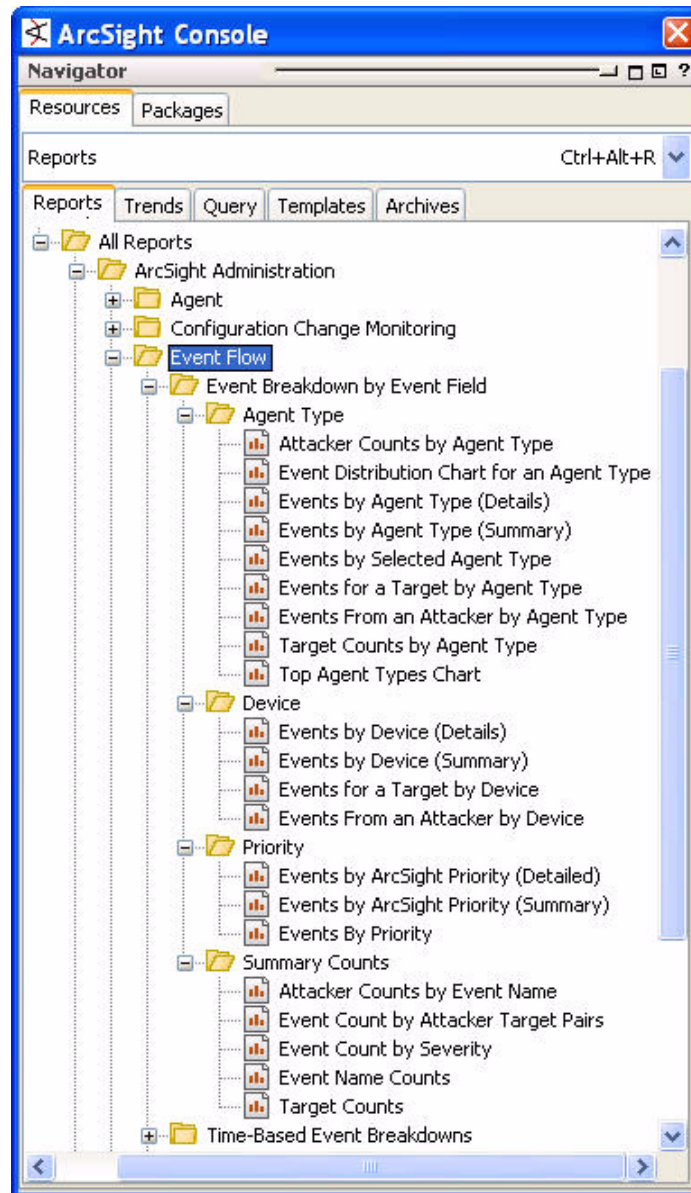 ArcSight Console
Navigator ?
Resources Packages
Reports Ctrl+Alt+R
Reports Trends Query Templates Archives
All Reports
ArcSight Administration
Agent
Configuration Change Monitoring
Event Flow
Event Breakdown by Event Field
Agent Type
Attacker Counts by Agent Type
Event Distribution Chart for an Agent Type
Events by Agent Type (Details)
Events by Agent Type (Summary)
Events by Selected Agent Type
Events for a Target by Agent Type
Events From an Attacker by Agent Type
Target Counts by Agent Type
Top Agent Types Chart
Device
Events by Device (Details)
Events by Device (Summary)
Events for a Target by Device
Events From an Attacker by Device
Priority
Events by ArcSight Priority (Detailed)
Events by ArcSight Priority (Summary)
Events By Priority
Summary Counts
Attacker Counts by Event Name
Event Count by Attacker Target Pairs
Event Count by Severity
Event Name Counts
Target Counts
Time-Based Event Breakdowns